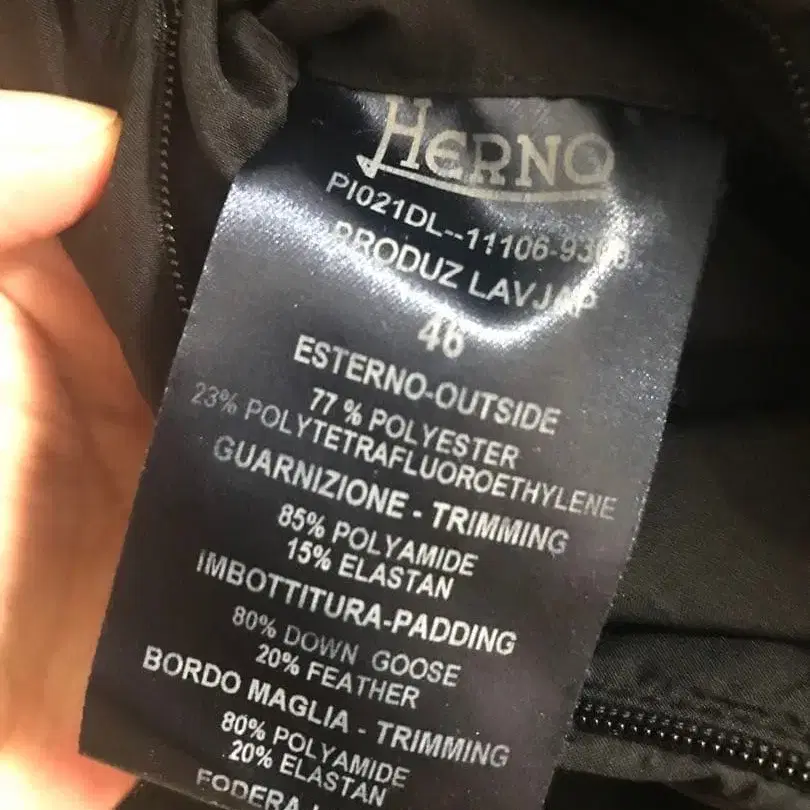 HERNO
PI021DL--11106-93
PRODUZ LAVJAP
46
ESTERNO-OUTSIDE
77 % POLYESTER
23% POLYTETRAFLUOROETHYLENE
GUARNIZIONE - TRIMMING
85% POLYAMIDE
15% ELASTAN
IMBOTTITURA-PADDING
80% DOWN GOOSE
20% FEATHER
BORDO MAGLIA - TRIMMING
80% POLYAMIDE
20% ELASTAN
FODERA